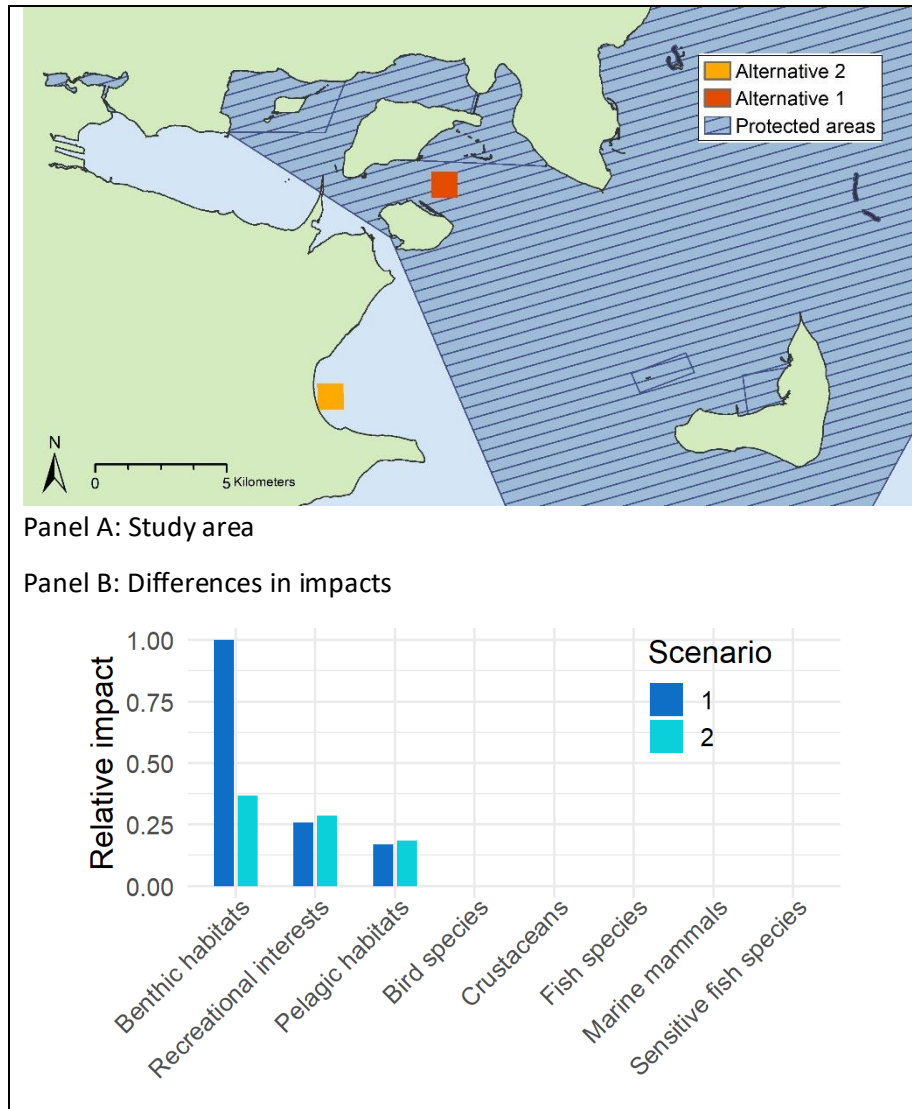 Alternative 2
Alternative 1
Protected areas
N
0 5 Kilometers
Panel A: Study area
Panel B: Differences in impacts
Relative impact
1.00
0.75
0.50
0.25
0.00
Scenario
1
2
Benthic habitats
Recreational interests
Pelagic habitats
Bird species
Crustaceans
Fish species
Marine mammals
Sensitive fish species